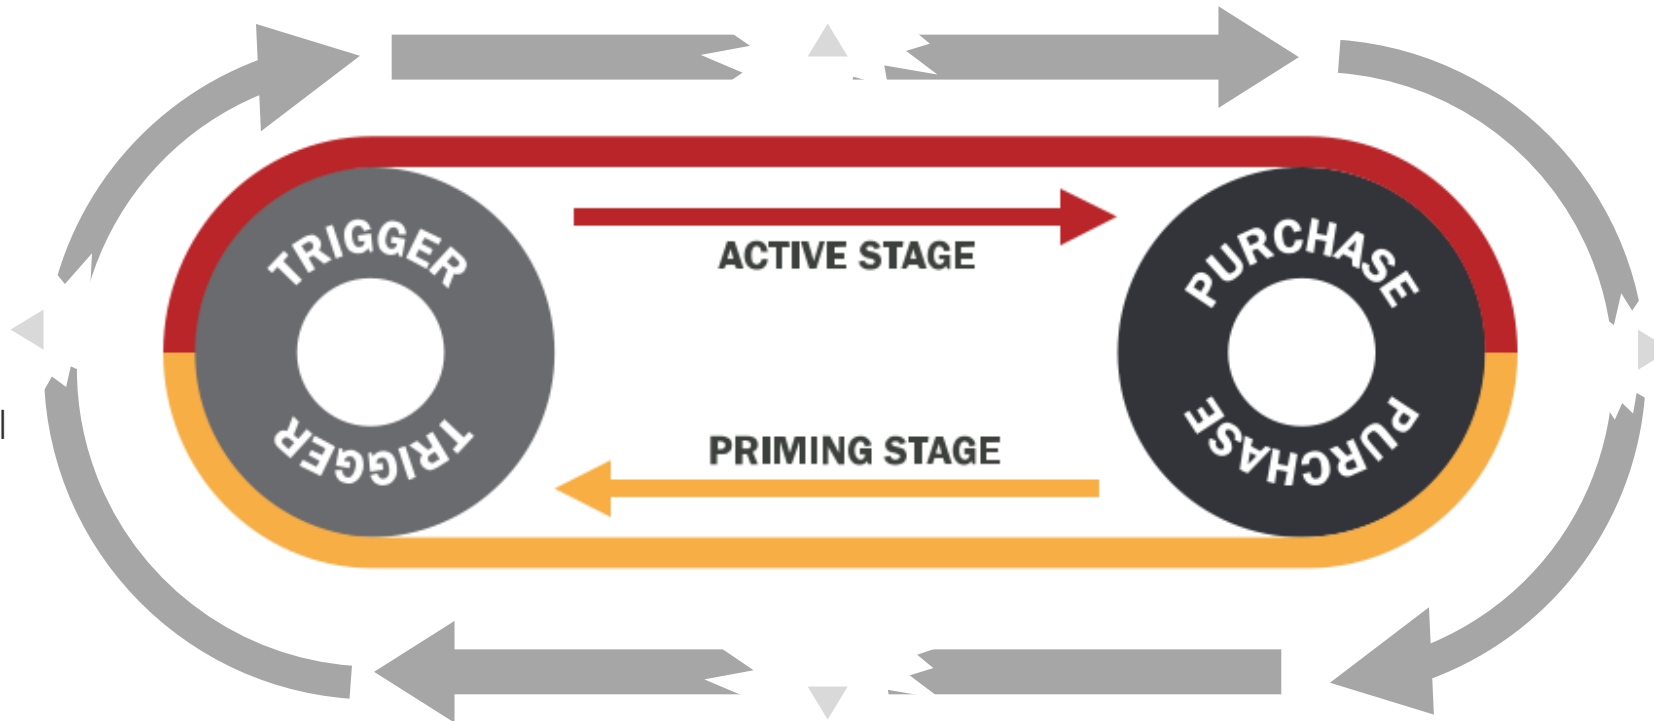 TRIGGER
PURCHASE
ACTIVE STAGE
PRIMING STAGE
TRIGGER
PURCHASE